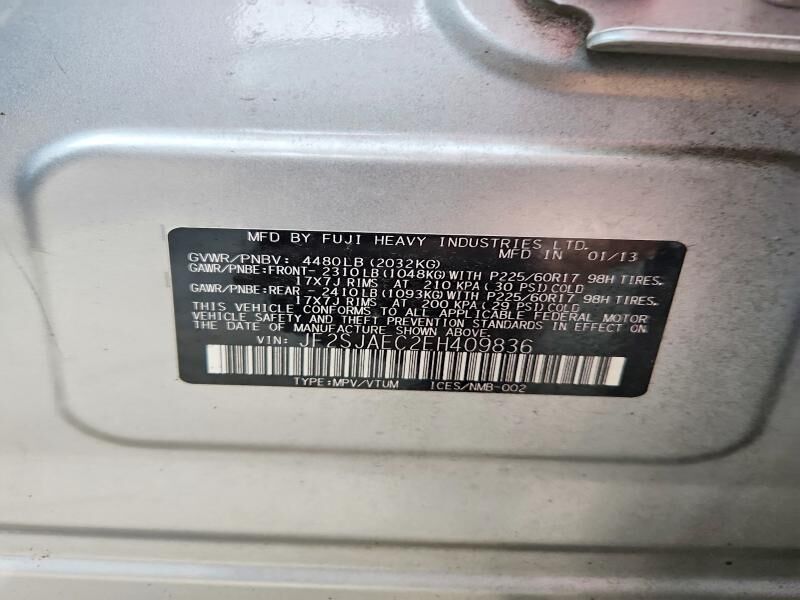 MFD BY FUJI HEAVY INDUSTRIES LTD.
GVWR/PNBV: 4480LB (2032KG) MFD IN 01/13
GAWR/PNBE:FRONT- 2310LB (1048KG) WITH P225/60R17 98H TIRES.
17X7J RIMS AT 210 KPA (30 PSI) COLD
GAWR/PNBE:REAR - 2410LB (1093KG) WITH P225/60R17 98H TIRES.
17X7J RIMS AT 200 KPA (29 PSI) COLD
THIS VEHICLE CONFORMS TO ALL APPLICABLE FEDERAL MOTOR
VEHICLE SAFETY AND THEFT PREVENTION STANDARDS IN EFFECT ON
THE DATE OF MANUFACTURE SHOWN ABOVE.
VIN: JF2SJAEC2EH409836
TYPE:MPV/VTUM ICES/NMB-002